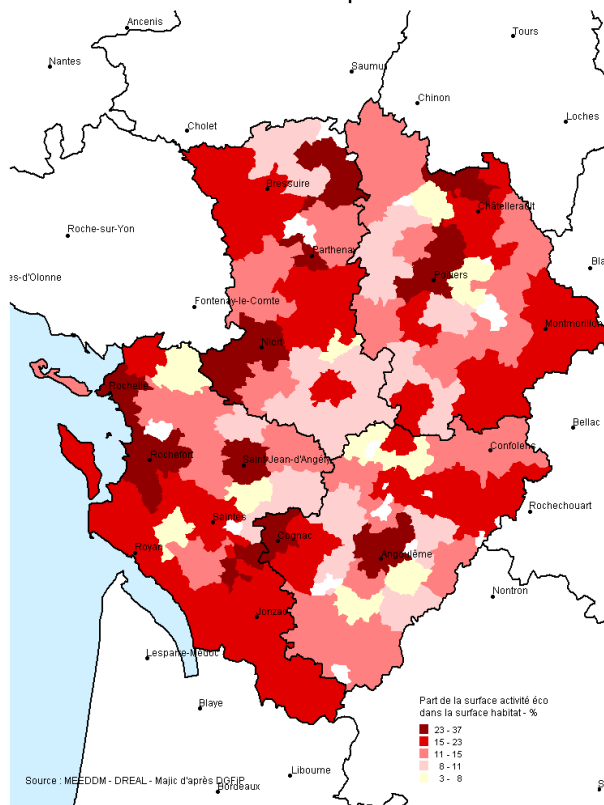 Ancenis
Tours
Nantes
Saumur
Chinon
Loches
Cholet
Bressuire
Châtellerault
Roche-sur-Yon
Parthenay
es-d'Olonne
Poitiers
Fontenay-le-Comte
Montmorillon
Niort
Rochelle
Bellac
Confolens
Rochefort
Saint-Jean-d'Angély
Rochechouart
Saintes
Cognac
Royan
Angoulême
Nontron
Jonzac
Lesparre-Médoc
Blaye
Part de la surface activité éco
dans la surface habitat - %
23 - 37
15 - 23
11 - 15
8 - 11
3 - 8
Libourne
Source : MEEDDM - DREAL - Majic d'après DGFiP
Bordeaux
S